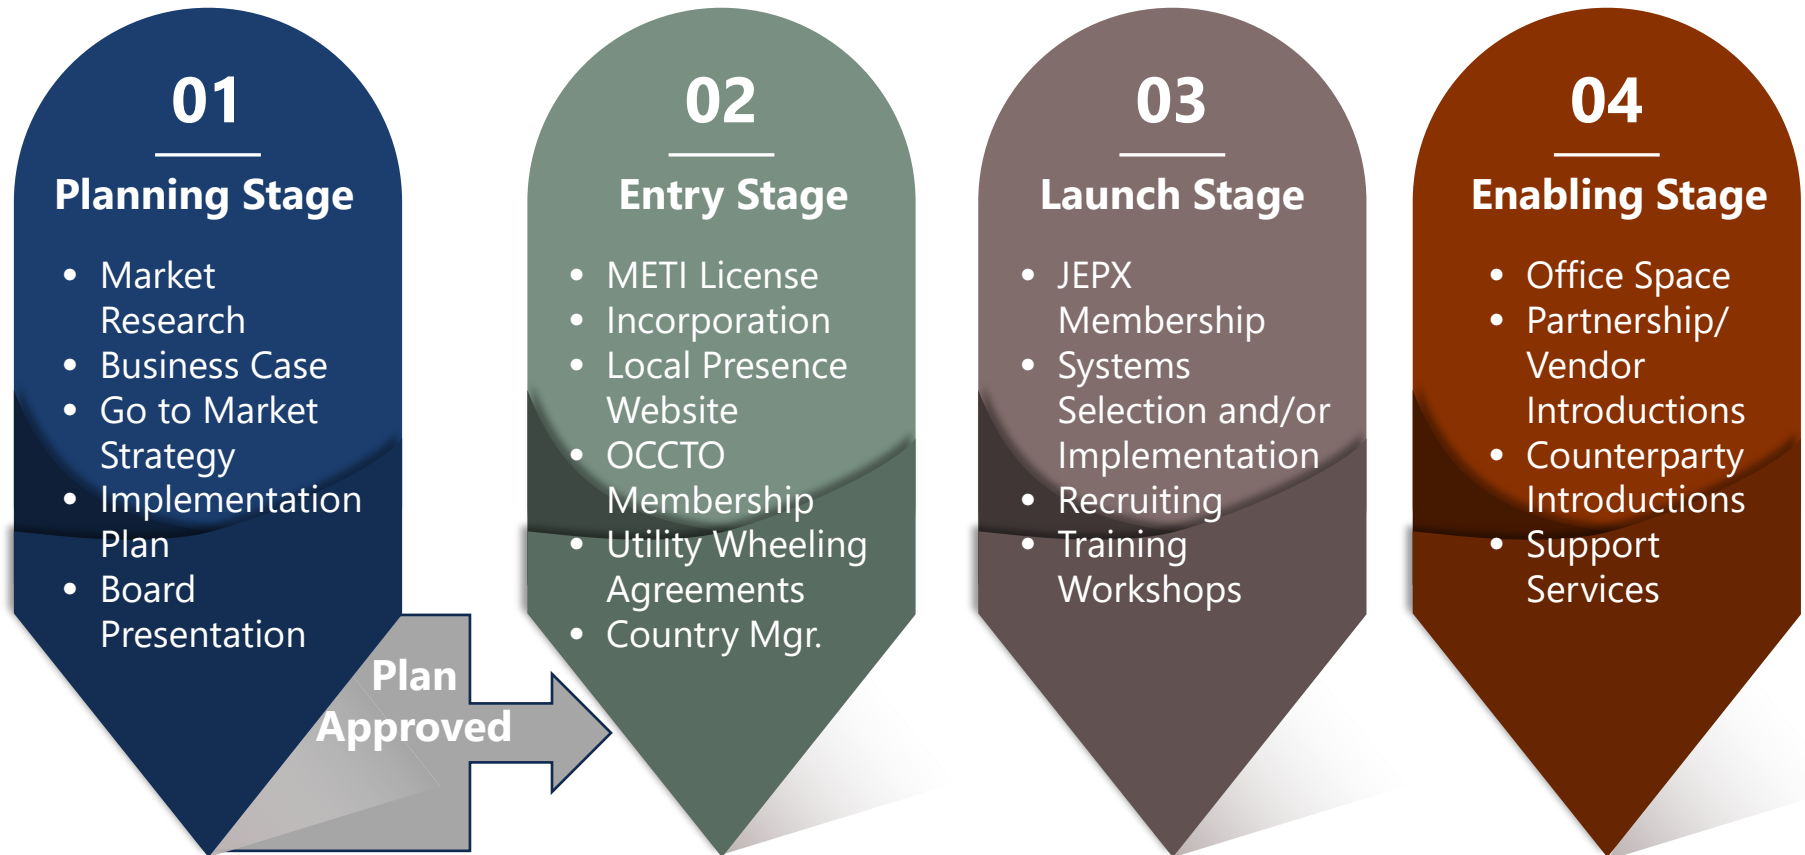 01
Planning Stage
• Market
Research
• Business Case
• Go to Market
Strategy
• Implementation
Plan
• Board
Presentation
Plan
Approved
02
Entry Stage
• METI License
• Incorporation
• Local Presence
Website
• OCCTO
Membership
• Utility Wheeling
Agreements
• Country Mgr.
03
Launch Stage
• JEPX
Membership
• Systems
Selection and/or
Implementation
• Recruiting
• Training
Workshops
04
Enabling Stage
• Office Space
• Partnership/
Vendor
Introductions
• Counterparty
Introductions
• Support
Services